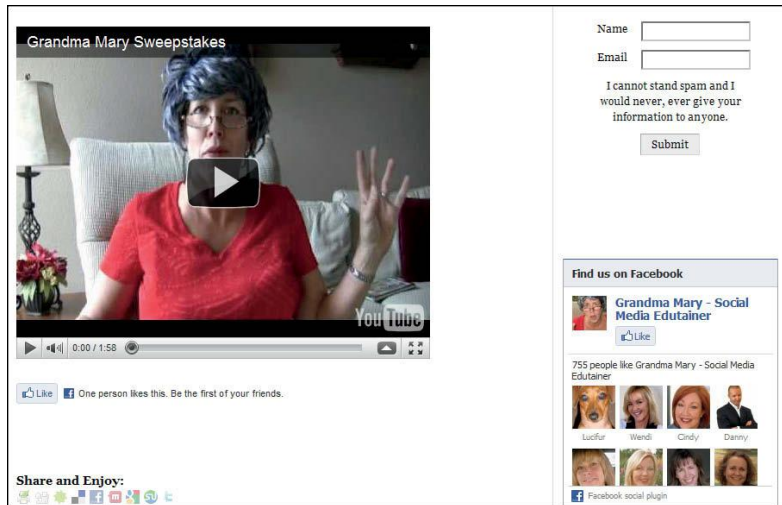 Grandma Mary Sweepstakes
YouTube
0:00 / 1:58
Like
One person likes this. Be the first of your friends.
Share and Enjoy:
Name
Email
I cannot stand spam and I
would never, ever give your
information to anyone.
Submit
Find us on Facebook
Grandma Mary - Social
Media Edutainer
Like
755 people like Grandma Mary - Social Media
Edutainer
Lucifur Wendi Cindy Danny
Facebook social plugin